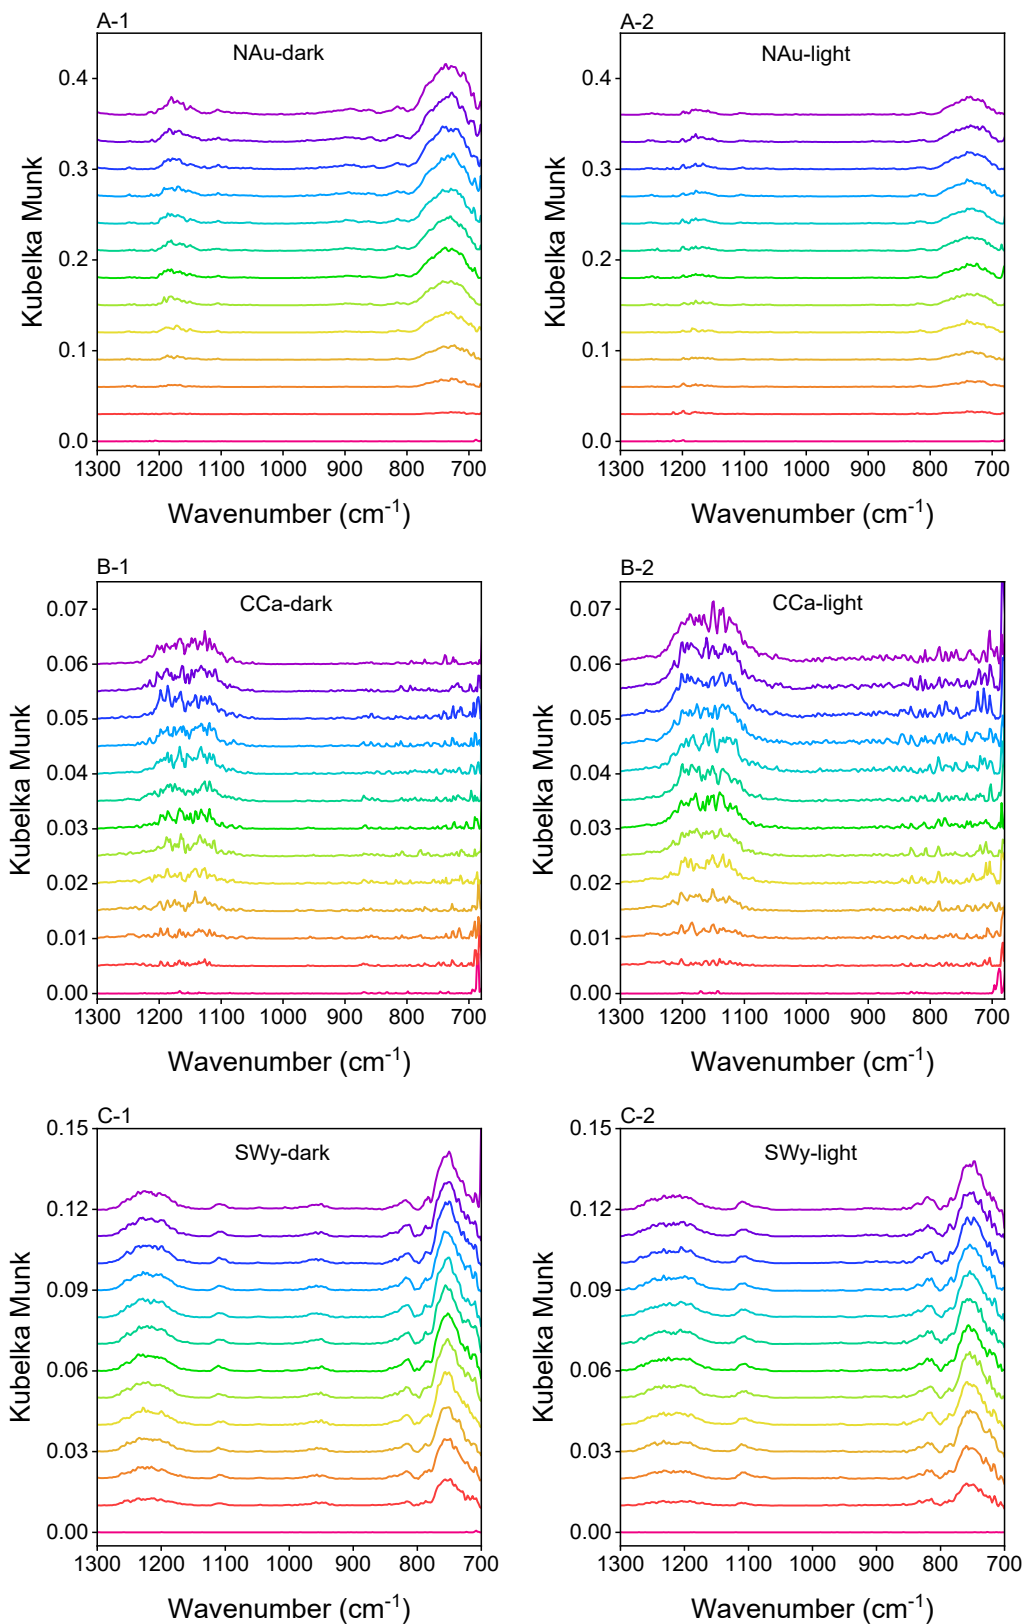 A-1
NAu-dark
Kubelka Munk
0.4
0.3
0.2
0.1
0.0
1300 1200 1100 1000 900 800 700
Wavenumber (cm⁻¹)
A-2
NAu-light
Kubelka Munk
0.4
0.3
0.2
0.1
0.0
1300 1200 1100 1000 900 800 700
Wavenumber (cm⁻¹)
B-1
CCa-dark
Kubelka Munk
0.07
0.06
0.05
0.04
0.03
0.02
0.01
0.00
1300 1200 1100 1000 900 800 700
Wavenumber (cm⁻¹)
B-2
CCa-light
Kubelka Munk
0.07
0.06
0.05
0.04
0.03
0.02
0.01
0.00
1300 1200 1100 1000 900 800 700
Wavenumber (cm⁻¹)
C-1
SWy-dark
Kubelka Munk
0.15
0.12
0.09
0.06
0.03
0.00
1300 1200 1100 1000 900 800 700
Wavenumber (cm⁻¹)
C-2
SWy-light
Kubelka Munk
0.15
0.12
0.09
0.06
0.03
0.00
1300 1200 1100 1000 900 800 700
Wavenumber (cm⁻¹)